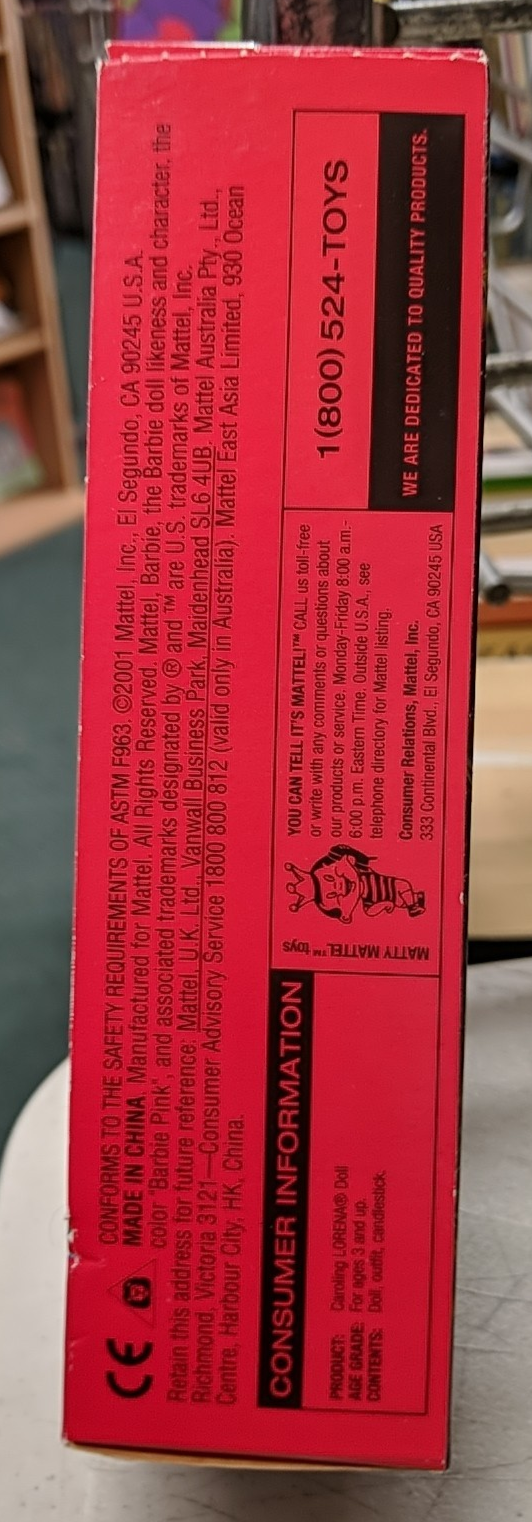 CONFORMS TO THE SAFETY REQUIREMENTS OF ASTM F963. ©2001 Mattel, Inc., El Segundo, CA 90245 U.S.A.
CE MADE IN CHINA. Manufactured for Mattel. All Rights Reserved. Mattel, Barbie, the Barbie doll likeness and character, the
color "Barbie Pink", and associated trademarks designated by ® and ™ are U.S. trademarks of Mattel, Inc.
Retain this address for future reference: Mattel U.K. Ltd., Vanwall Business Park, Maidenhead SL6 4UB. Mattel Australia Pty., Ltd.,
Richmond, Victoria 3121—Consumer Advisory Service 1800 800 812 (valid only in Australia). Mattel East Asia Limited, 930 Ocean
Centre, Harbour City, HK, China.
CONSUMER INFORMATION
PRODUCT: Caroling LORENA® Doll
AGE GRADE: For ages 3 and up.
CONTENTS: Doll, outfit, candlestick.
MATTY MATTEL™ toys
YOU CAN TELL IT'S MATTEL!™ CALL us toll-free
or write with any comments or questions about
our products or service. Monday-Friday 8:00 a.m.-
6:00 p.m. Eastern Time. Outside U.S.A., see
telephone directory for Mattel listing.
Consumer Relations, Mattel, Inc.
333 Continental Blvd., El Segundo, CA 90245 USA
1(800) 524-TOYS
WE ARE DEDICATED TO QUALITY PRODUCTS.